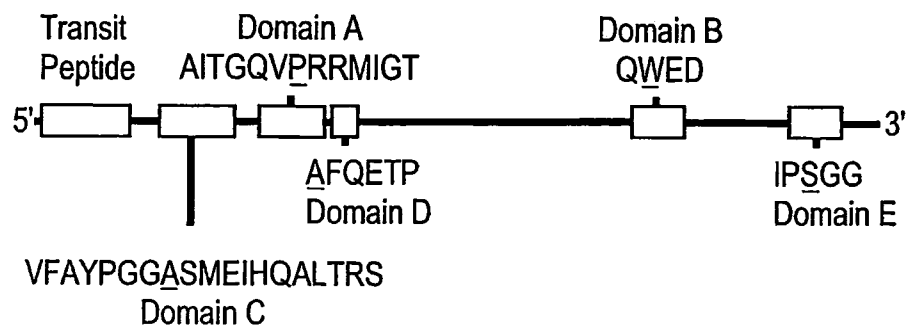 Transit
Peptide
Domain A
AITGQVPRRMIGT
Domain B
QWED
5'
3'
AFQETP
Domain D
IPSGG
Domain E
VFAYPGGASMEIHQALTRS
Domain C